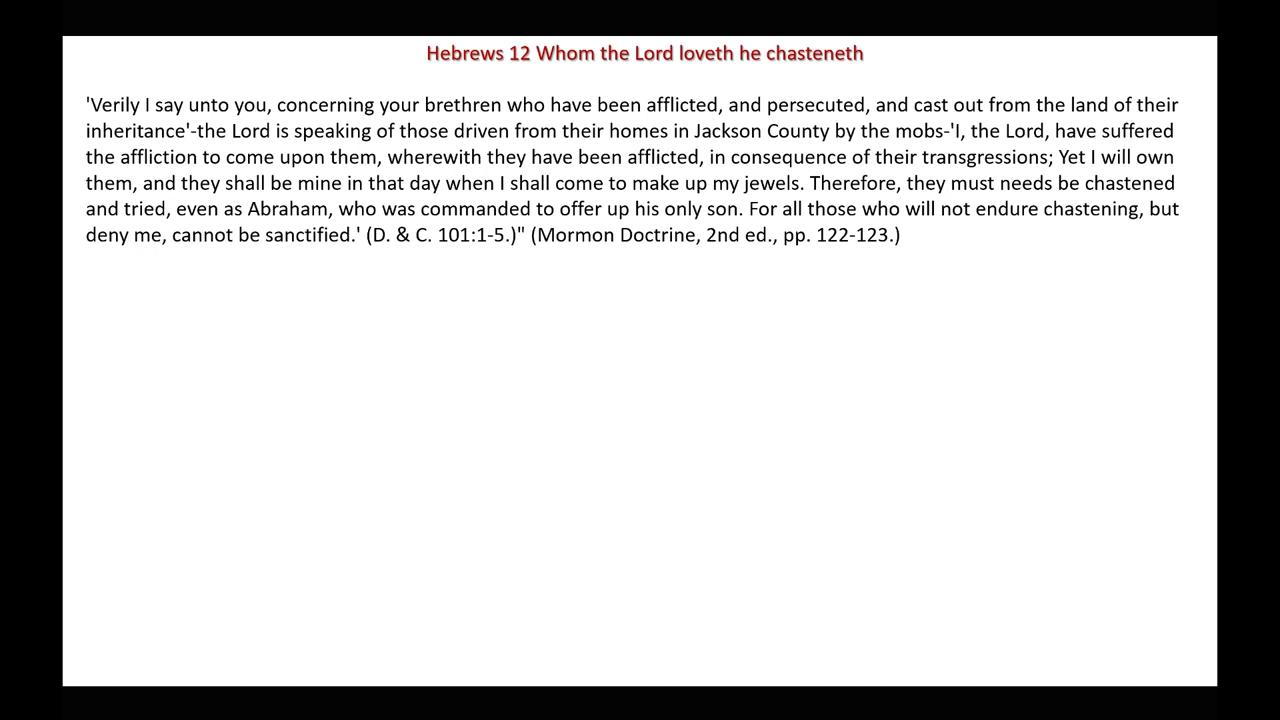 Hebrews 12 Whom the Lord loveth he chasteneth
'Verily I say unto you, concerning your brethren who have been afflicted, and persecuted, and cast out from the land of their
inheritance'-the Lord is speaking of those driven from their homes in Jackson County by the mobs-'I, the Lord, have suffered
the affliction to come upon them, wherewith they have been afflicted, in consequence of their transgressions; Yet I will own
them, and they shall be mine in that day when I shall come to make up my jewels. Therefore, they must needs be chastened
and tried, even as Abraham, who was commanded to offer up his only son. For all those who will not endure chastening, but
deny me, cannot be sanctified.' (D. & C. 101:1-5.)" (Mormon Doctrine, 2nd ed., pp. 122-123.)